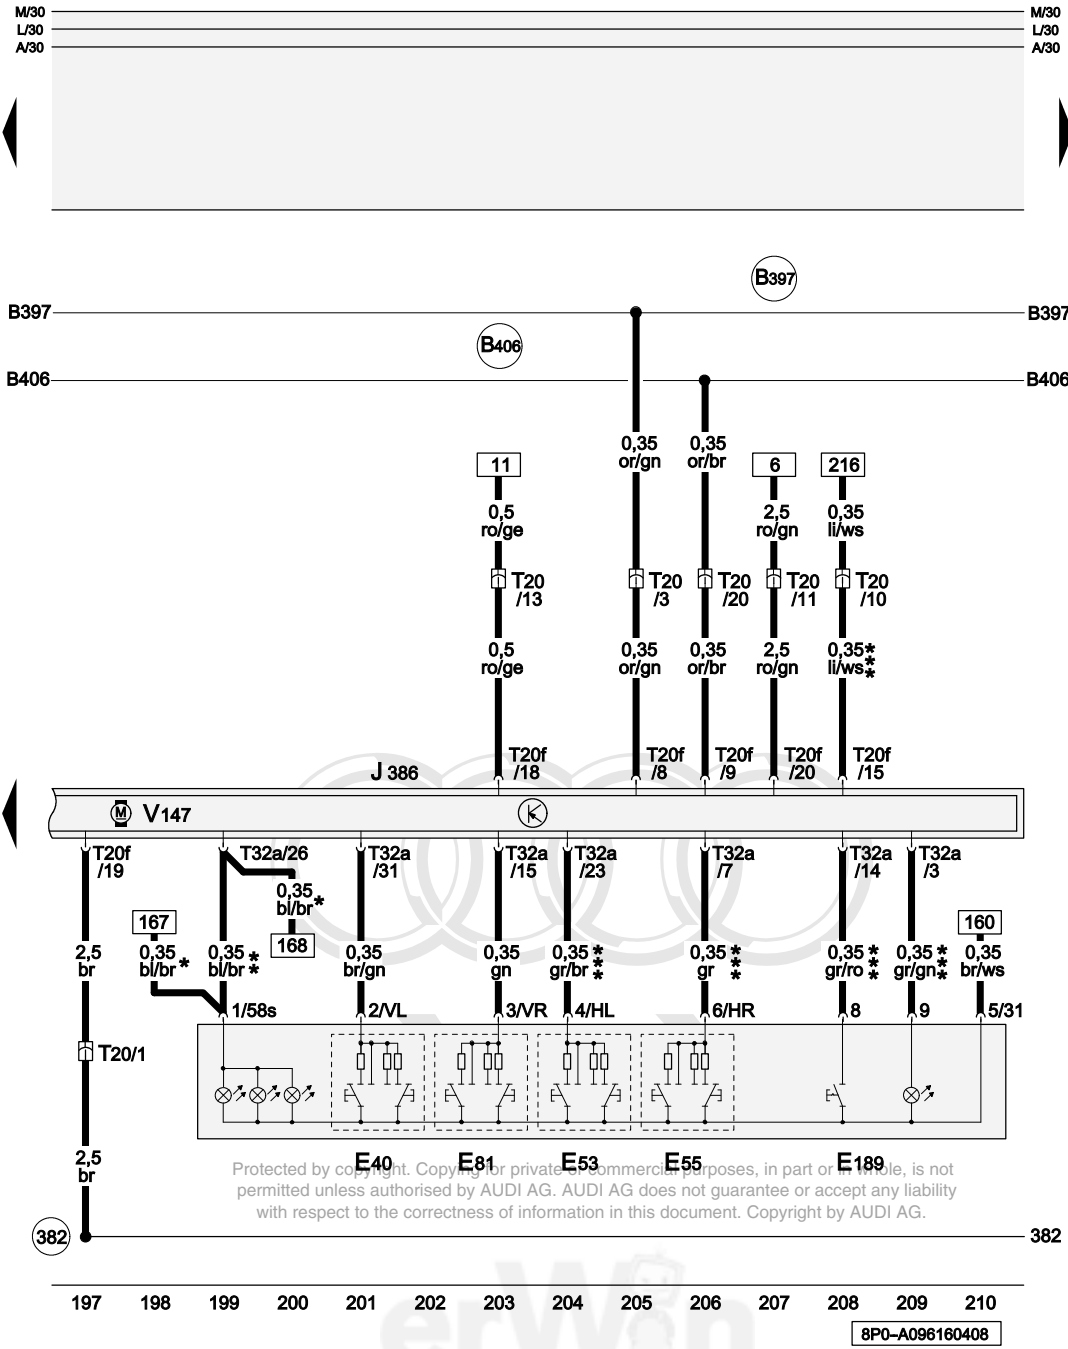 M/30 M/30
L/30 L/30
A/30 A/30
B397
B397 B397
B406
B406 B406
0,35 0,35
or/gn or/br
11 6 216
0,5 2,5 0,35
ro/ge ro/gn li/ws
T20 T20 T20 T20 T20
/13 /3 /20 /11 /10
0,5 0,35 0,35 2,5 0,35***
ro/ge or/gn or/br ro/gn li/ws
T20f T20f T20f T20f T20f
J 386 /18 /8 /9 /20 /15
M V147
T20f T32a/26 T32a T32a T32a T32a T32a T32a
/19 /31 /15 /23 /7 /14 /3
0,35
bl/br*
167 168 160
2,5 0,35 0,35 0,35 0,35 0,35 0,35 0,35 0,35 0,35
br bl/br* bl/br** br/gn gn gr/br*** gr*** gr/ro*** gr/gn*** br/ws
1/58s 2/VL 3/VR 4/HL 6/HR 8 9 5/31
T20/1
2,5
br
E40 E81 E53 E55 E189
Protected by copyright. Copying for private or commercial purposes, in part or in whole, is not
permitted unless authorised by AUDI AG. AUDI AG does not guarantee or accept any liability
with respect to the correctness of information in this document. Copyright by AUDI AG.
382 382
erWin
197 198 199 200 201 202 203 204 205 206 207 208 209 210
8P0-A096160408